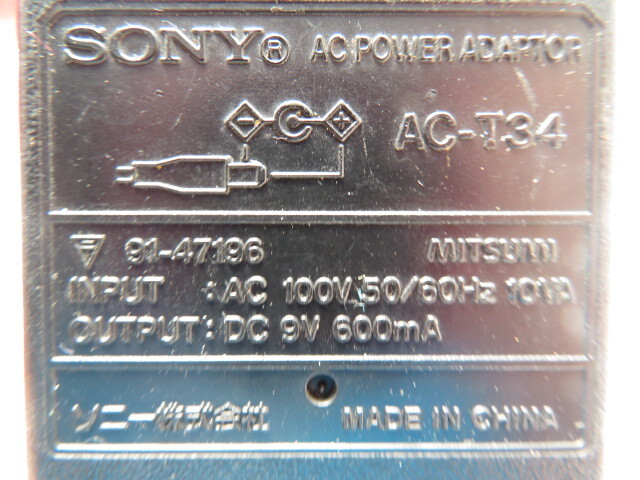 SONY® AC POWER ADAPTOR
AC-T34
91-47196 MITSUMI
INPUT : AC 100V 50/60Hz 10VA
OUTPUT : DC 9V 600mA
ソニー株式会社 MADE IN CHINA